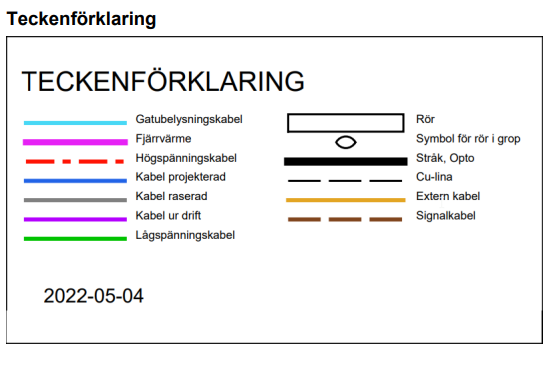 Teckenförklaring
TECKENFÖRKLARING
Gatubelysningskabel
Fjärrvärme
Högspänningskabel
Kabel projekterad
Kabel raserad
Kabel ur drift
Lågspänningskabel
Rör
Symbol för rör i grop
Stråk, Opto
Cu-lina
Extern kabel
Signalkabel
2022-05-04